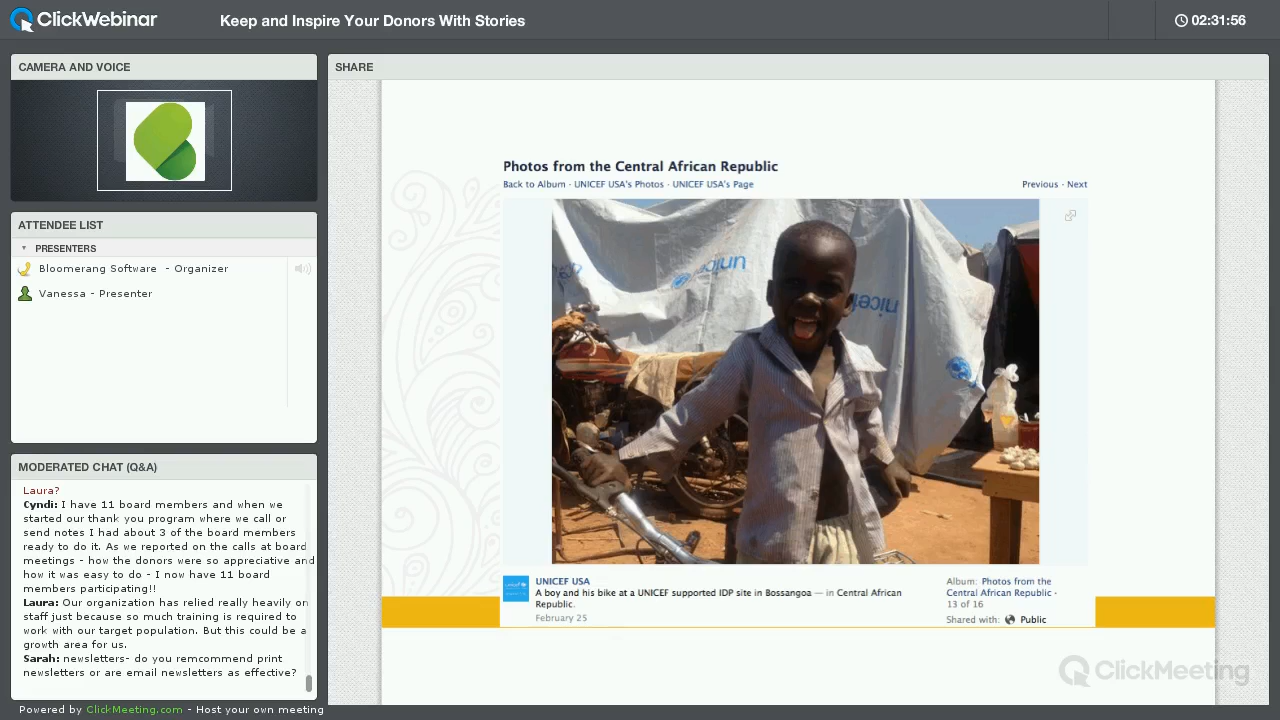 ClickWebinar
Keep and Inspire Your Donors With Stories
02:31:56
CAMERA AND VOICE
ATTENDEE LIST
PRESENTERS
Bloomerang Software - Organizer
Vanessa - Presenter
MODERATED CHAT (Q&A)
Laura?
Cyndi: I have 11 board members and when we
started our thank you program where we call or
send notes I had about 3 of the board members
ready to do it. As we reported on the calls at board
meetings - how the donors were so appreciative and
how it was easy to do - I now have 11 board
members participating!!
Laura: Our organization has relied really heavily on
staff just because so much training is required to
work with our target population. But this could be a
growth area for us.
Sarah: newsletters- do you remcommend print
newsletters or are email newsletters as effective?
Powered by ClickMeeting.com - Host your own meeting
SHARE
Photos from the Central African Republic
Back to Album · UNICEF USA's Photos · UNICEF USA's Page
Previous · Next
unicef
unicef
UNICEF USA
A boy and his bike at a UNICEF supported IDP site in Bossangoa — in Central African
Republic.
February 25
Album: Photos from the
Central African Republic ·
13 of 16
Shared with: Public
ClickMeeting